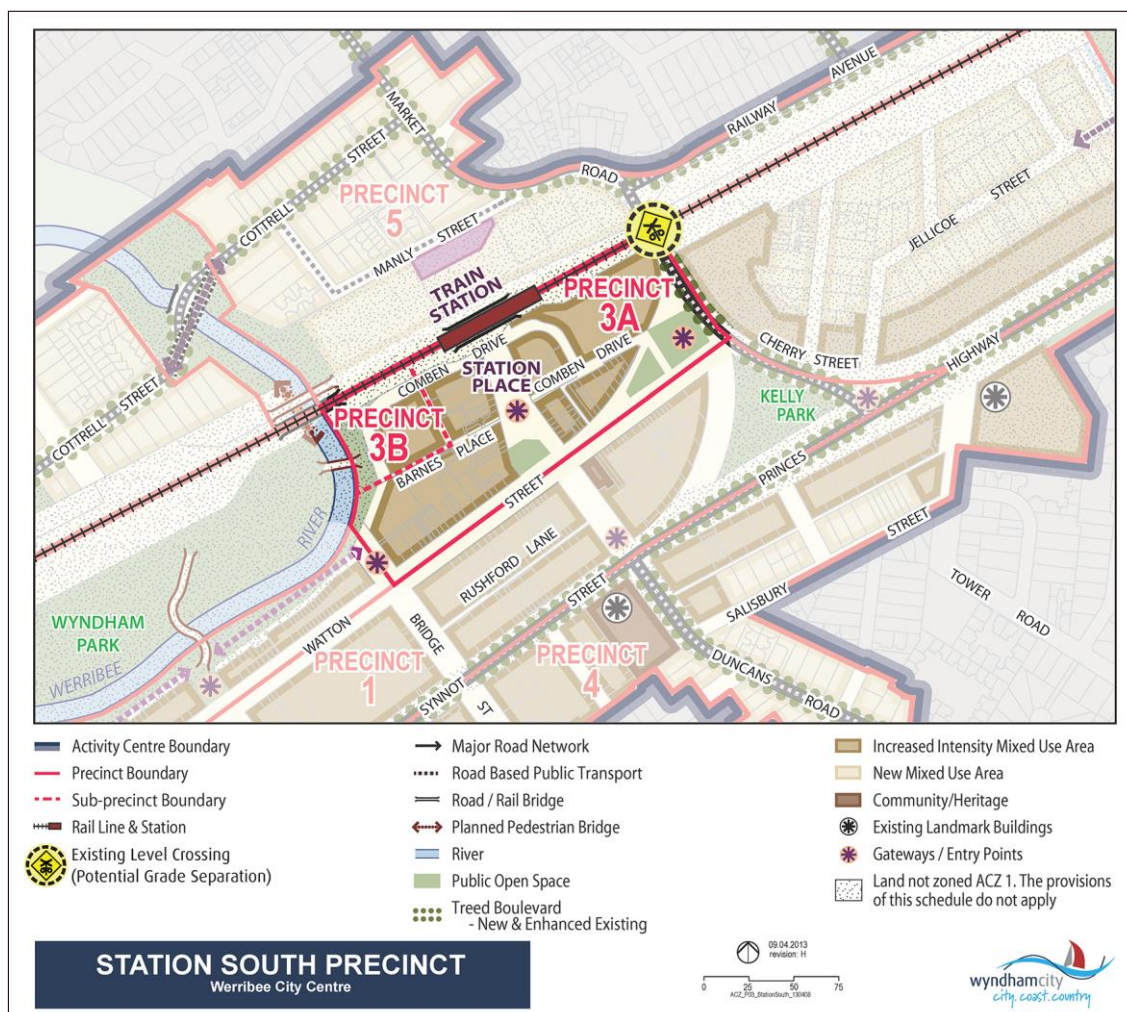 MARKET
ROAD
RAILWAY AVENUE
COTTRELL STREET
PRECINCT
5
MANLY STREET
JELLICOE STREET
TRAIN
STATION
PRECINCT
3A
COMBEN DRIVE
STATION
PLACE
COMBEN DRIVE
CHERRY STREET
PRINCES HIGHWAY
KELLY
PARK
COTTRELL STREET
PRECINCT
3B
BARNES PLACE
WATTON STREET
RUSHFORD LANE
SALISBURY STREET
TOWER ROAD
WYNDHAM
PARK
WERRIBEE RIVER
BRIDGE ST
PRECINCT
1
SYNNOT STREET
PRECINCT
4
DUNCANS ROAD
Activity Centre Boundary
Precinct Boundary
Sub-precinct Boundary
Rail Line & Station
Existing Level Crossing
(Potential Grade Separation)
Major Road Network
Road Based Public Transport
Road / Rail Bridge
Planned Pedestrian Bridge
River
Public Open Space
Treed Boulevard
- New & Enhanced Existing
Increased Intensity Mixed Use Area
New Mixed Use Area
Community/Heritage
Existing Landmark Buildings
Gateways / Entry Points
Land not zoned ACZ 1. The provisions
of this schedule do not apply
STATION SOUTH PRECINCT
Werribee City Centre
09.04.2013
revision: H
0 25 50 75
ACZ_P03_StationSouth_130408
wyndhamcity
city. coast. country